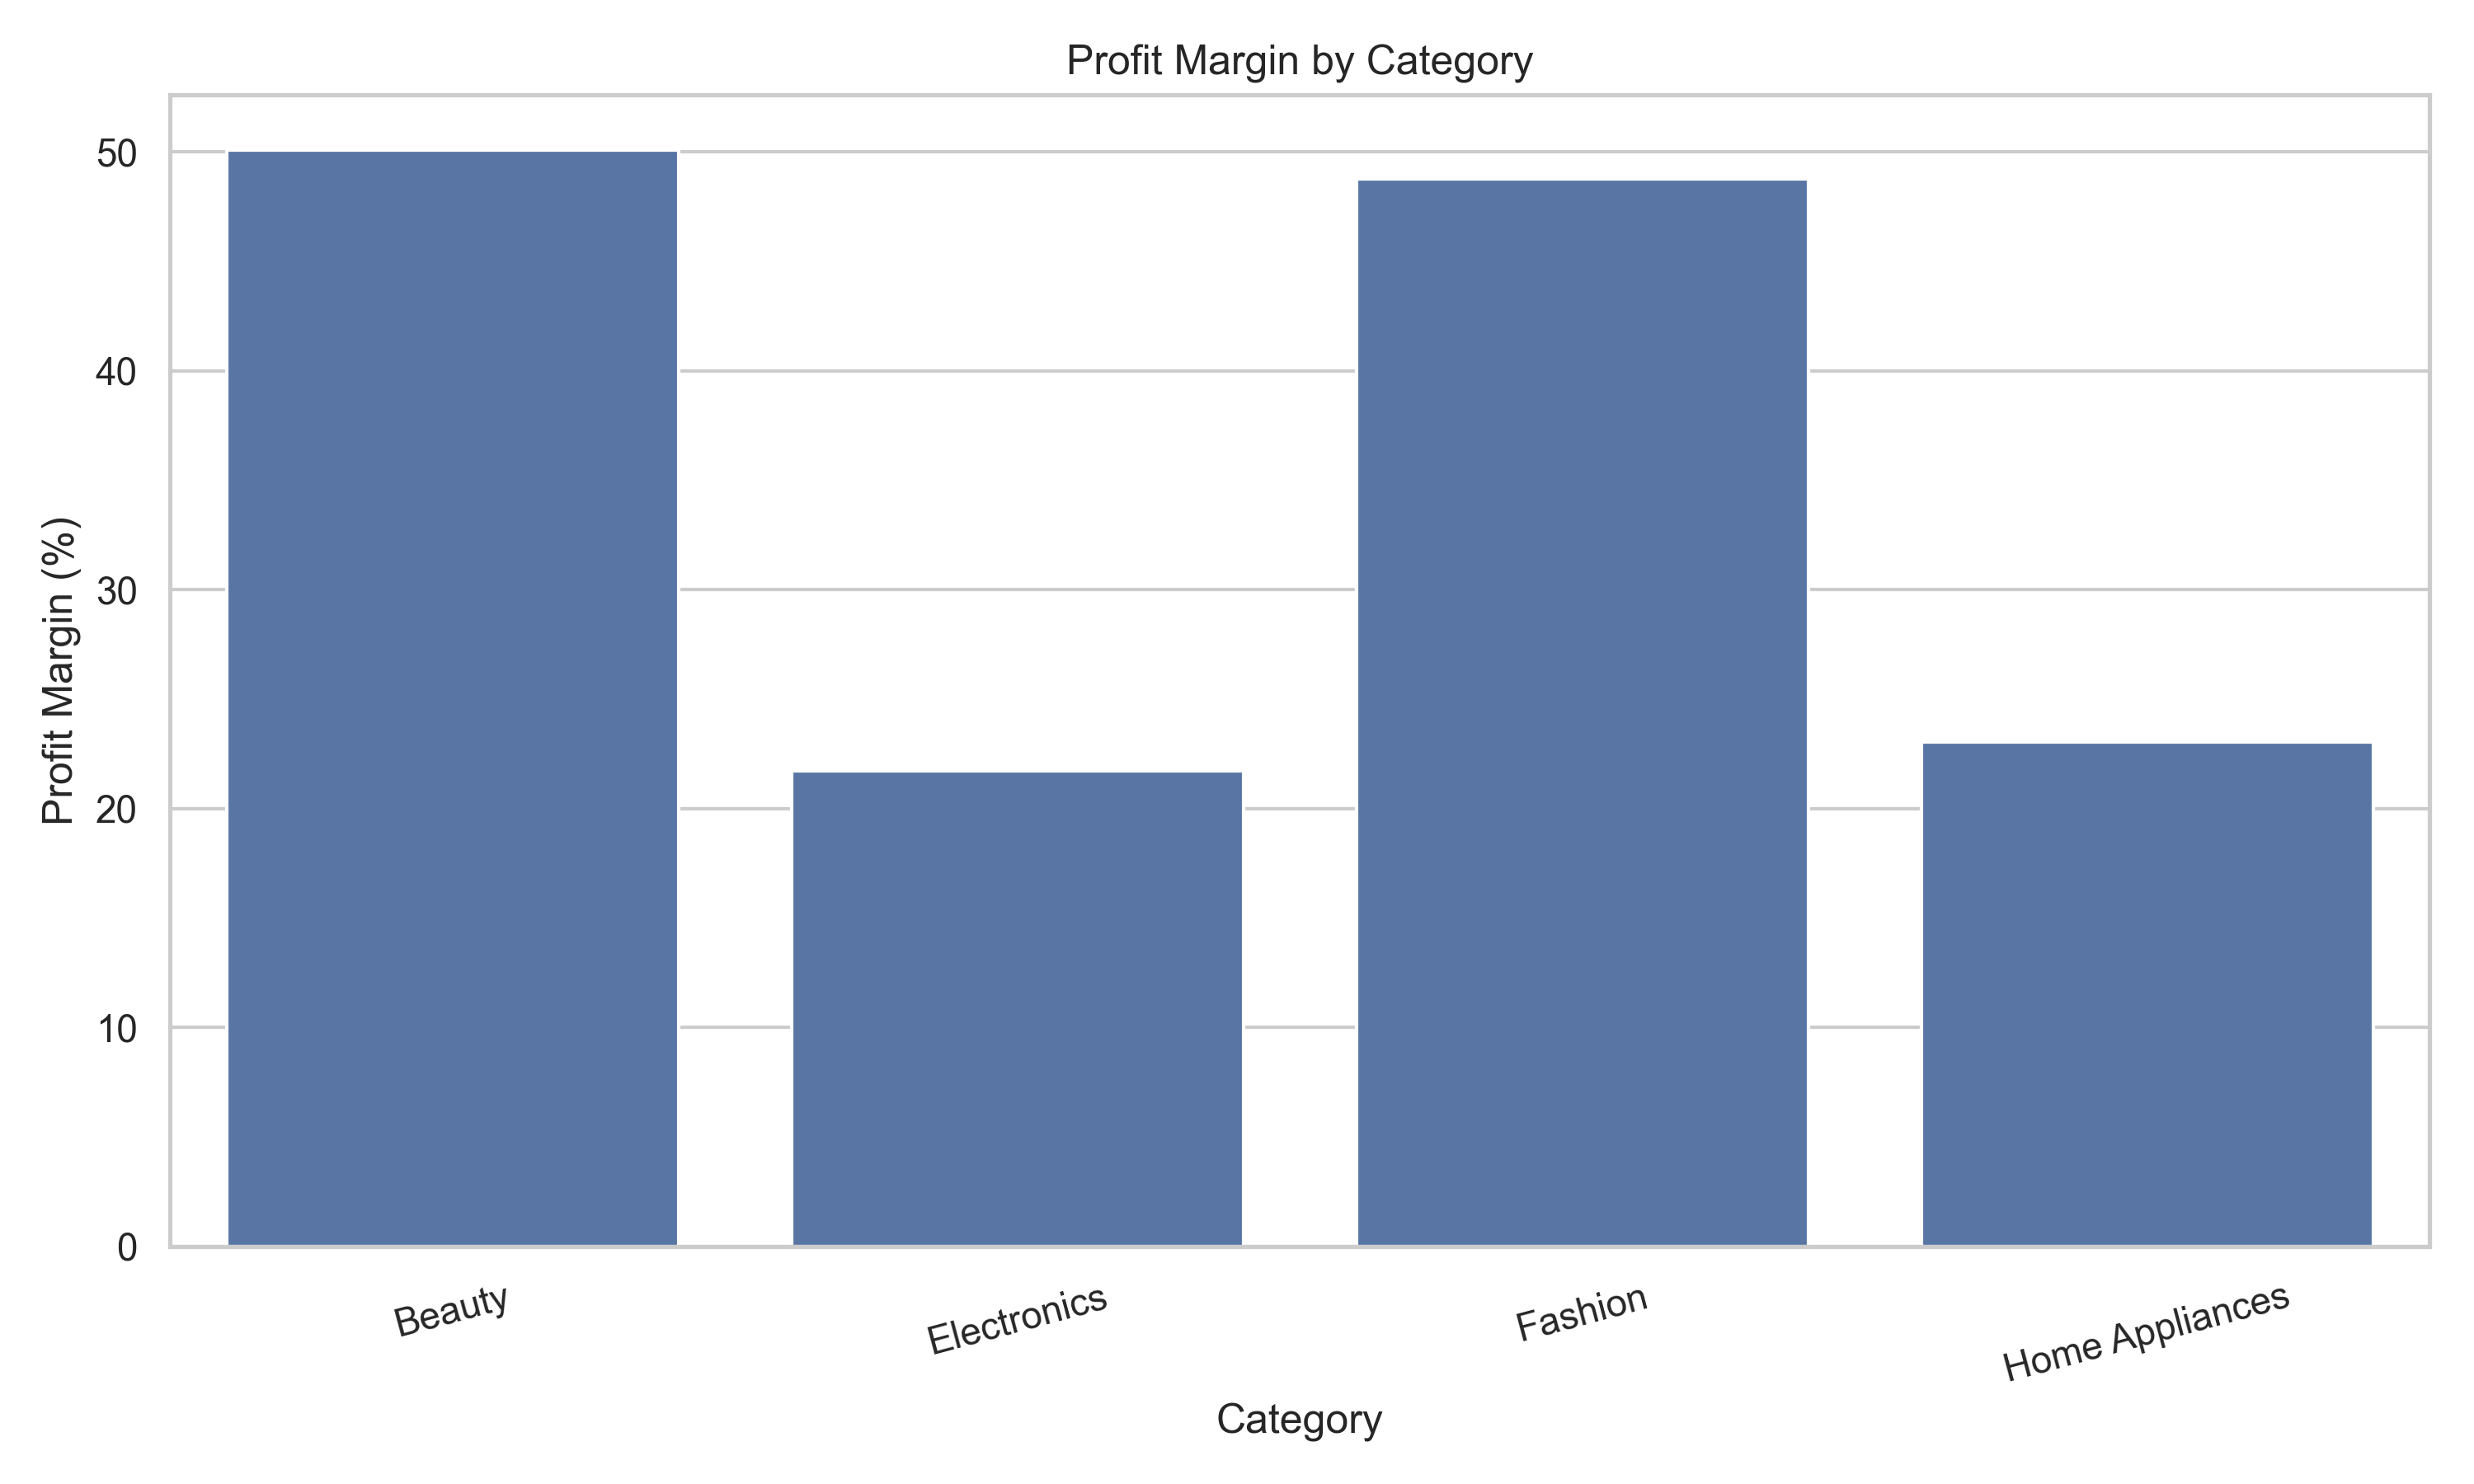 Profit Margin by Category
Profit Margin (%)
50
40
30
20
10
0
Beauty
Electronics
Fashion
Home Appliances
Category